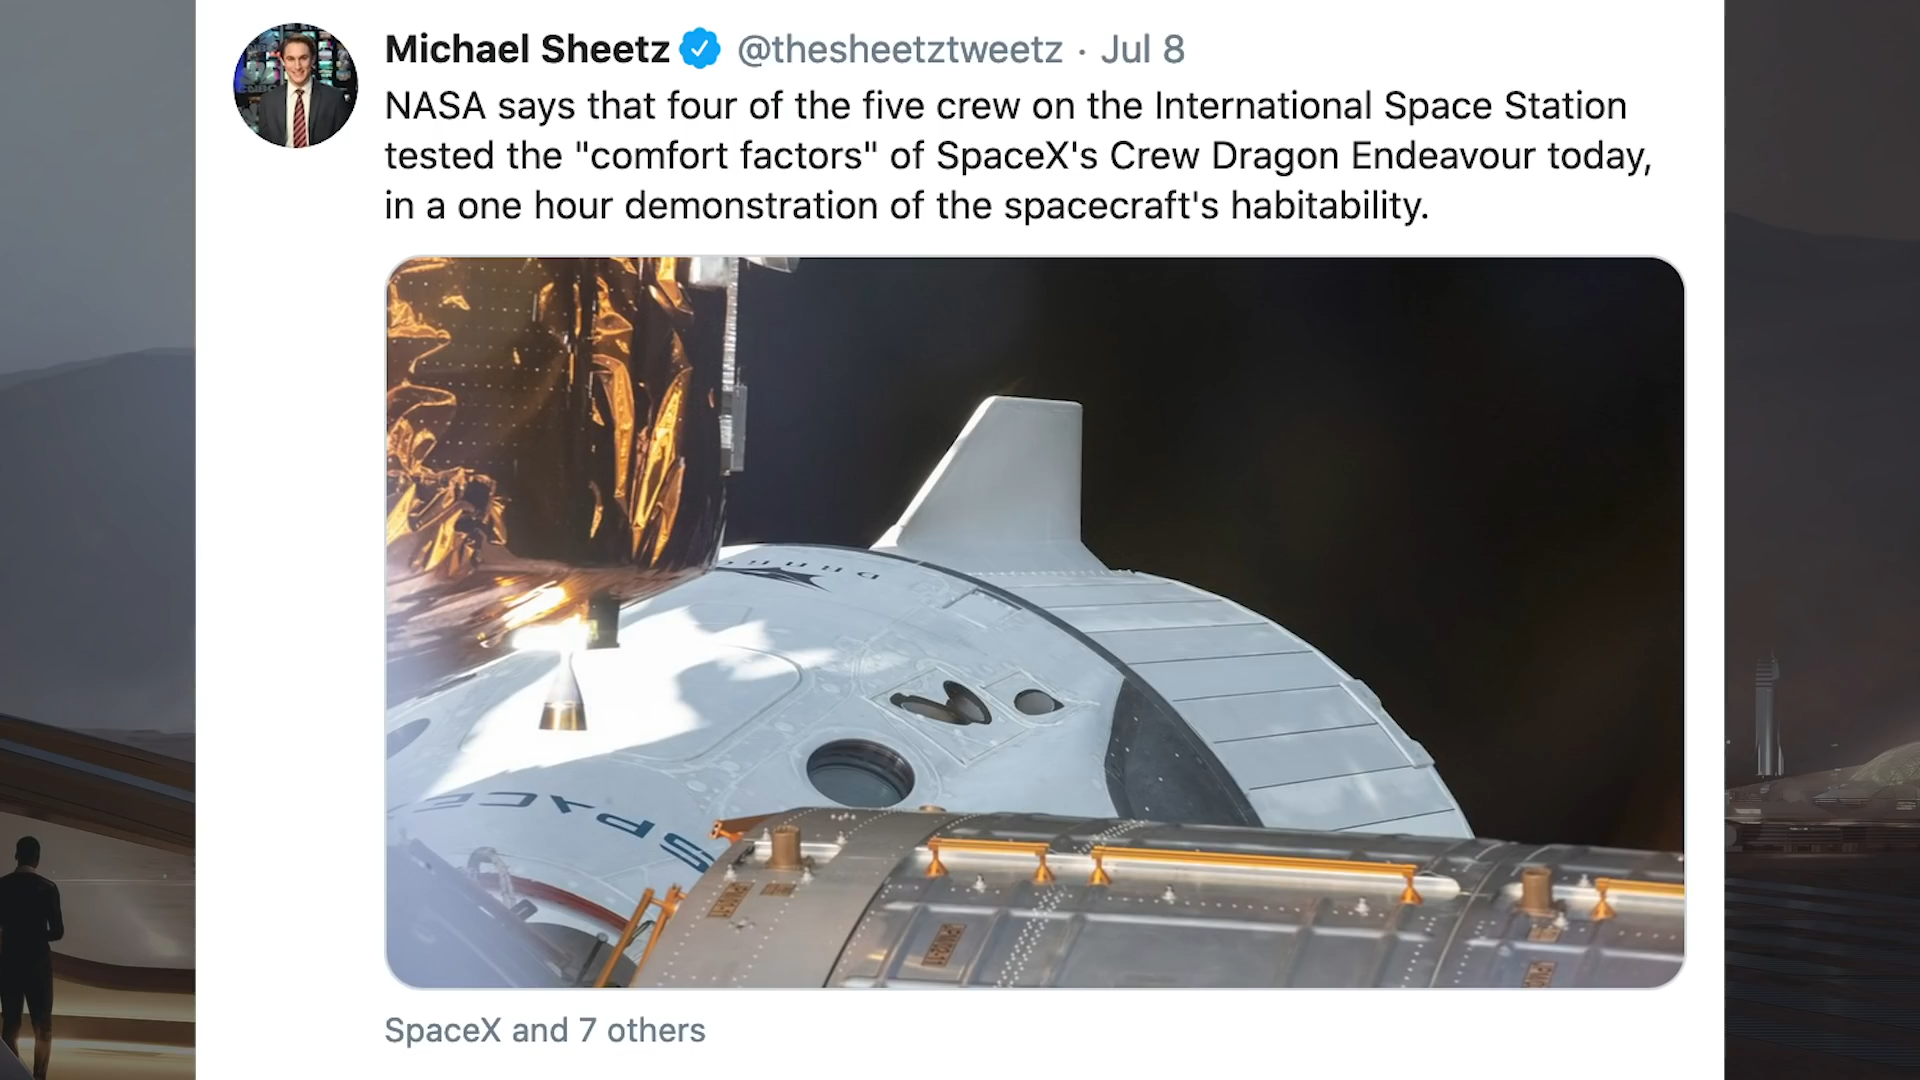 Michael Sheetz @thesheetztweetz · Jul 8
NASA says that four of the five crew on the International Space Station
tested the "comfort factors" of SpaceX's Crew Dragon Endeavour today,
in a one hour demonstration of the spacecraft's habitability.
DRAGO
SPACE
SpaceX and 7 others